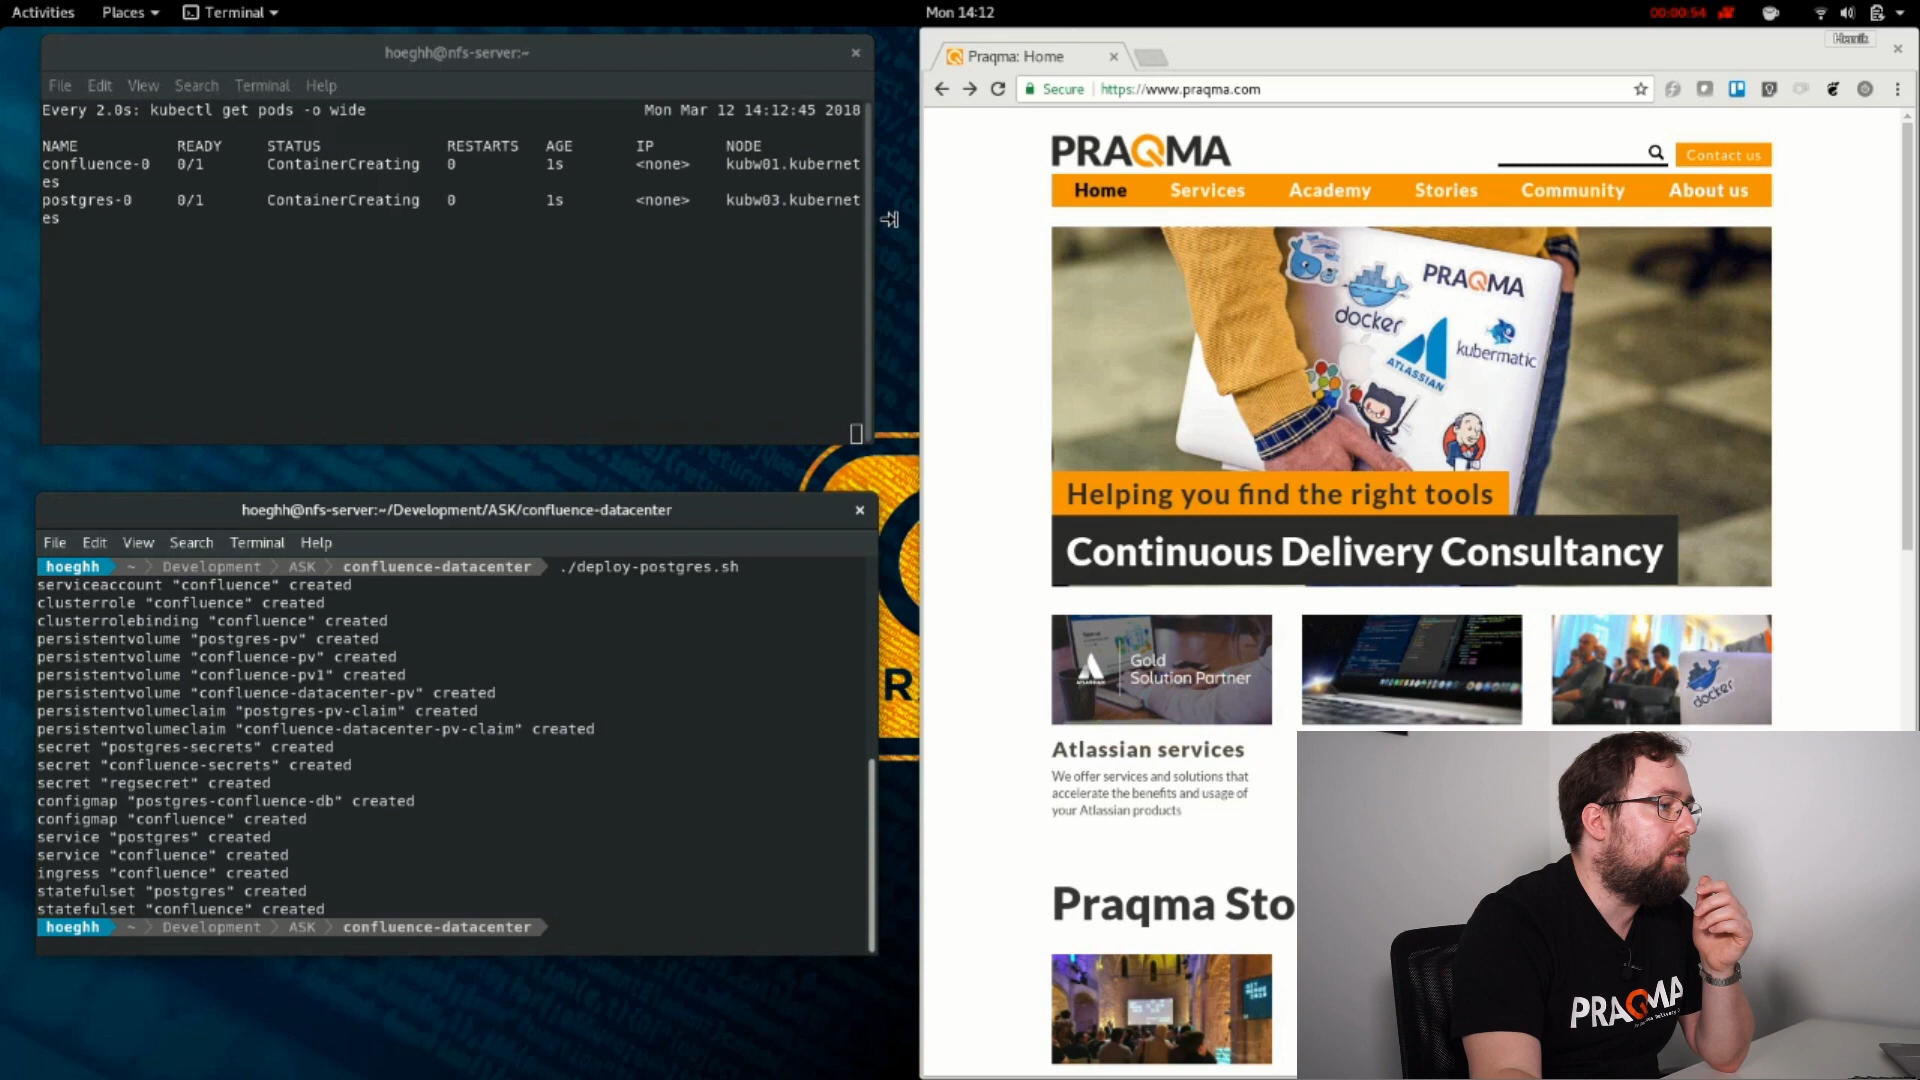 Activities Places Terminal Mon 14:12 00:00:54
hoeghh@nfs-server:~
File Edit View Search Terminal Help
Every 2.0s: kubectl get pods -o wide Mon Mar 12 14:12:45 2018
NAME READY STATUS RESTARTS AGE IP NODE
confluence-0 0/1 ContainerCreating 0 1s <none> kubw01.kubernet
es
postgres-0 0/1 ContainerCreating 0 1s <none> kubw03.kubernet
es
hoeghh@nfs-server:~/Development/ASK/confluence-datacenter
File Edit View Search Terminal Help
hoeghh ~ Development ASK confluence-datacenter ./deploy-postgres.sh
serviceaccount "confluence" created
clusterrole "confluence" created
clusterrolebinding "confluence" created
persistentvolume "postgres-pv" created
persistentvolume "confluence-pv" created
persistentvolume "confluence-pv1" created
persistentvolume "confluence-datacenter-pv" created
persistentvolumeclaim "postgres-pv-claim" created
persistentvolumeclaim "confluence-datacenter-pv-claim" created
secret "postgres-secrets" created
secret "confluence-secrets" created
secret "regsecret" created
configmap "postgres-confluence-db" created
configmap "confluence" created
service "postgres" created
service "confluence" created
ingress "confluence" created
statefulset "postgres" created
statefulset "confluence" created
hoeghh ~ Development ASK confluence-datacenter
R
Praqma: Home
Henrik
Secure https://www.praqma.com
PRAQMA
Contact us
Home Services Academy Stories Community About us
PRAQMA
docker
ATLASSIAN
kubermatic
Helping you find the right tools
Continuous Delivery Consultancy
ATLASSIAN
Gold
Solution Partner
docker
Atlassian services
We offer services and solutions that
accelerate the benefits and usage of
your Atlassian products
Praqma Sto
PRAQMA